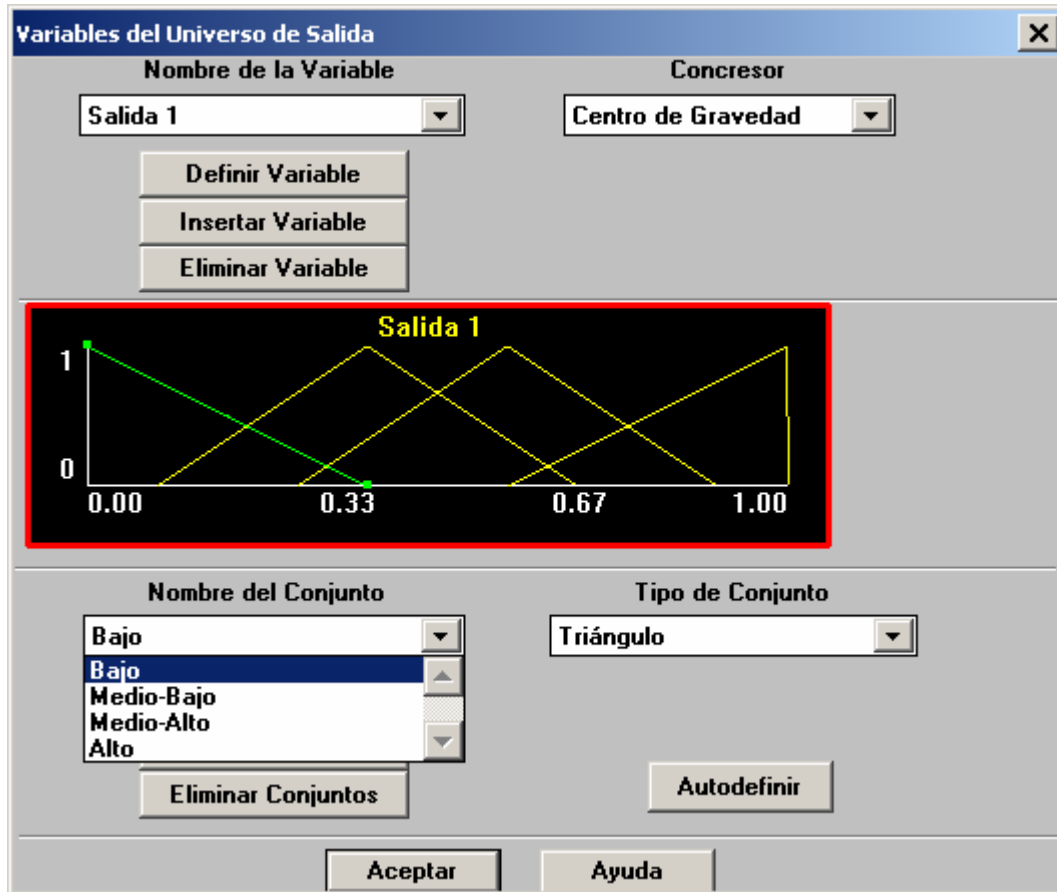 Variables del Universo de Salida
Nombre de la Variable
Concresor
Salida 1
Centro de Gravedad
Definir Variable
Insertar Variable
Eliminar Variable
Salida 1
1
0
0.00 0.33 0.67 1.00
Nombre del Conjunto
Tipo de Conjunto
Bajo
Triángulo
Bajo
Medio-Bajo
Medio-Alto
Alto
Eliminar Conjuntos
Autodefinir
Aceptar
Ayuda